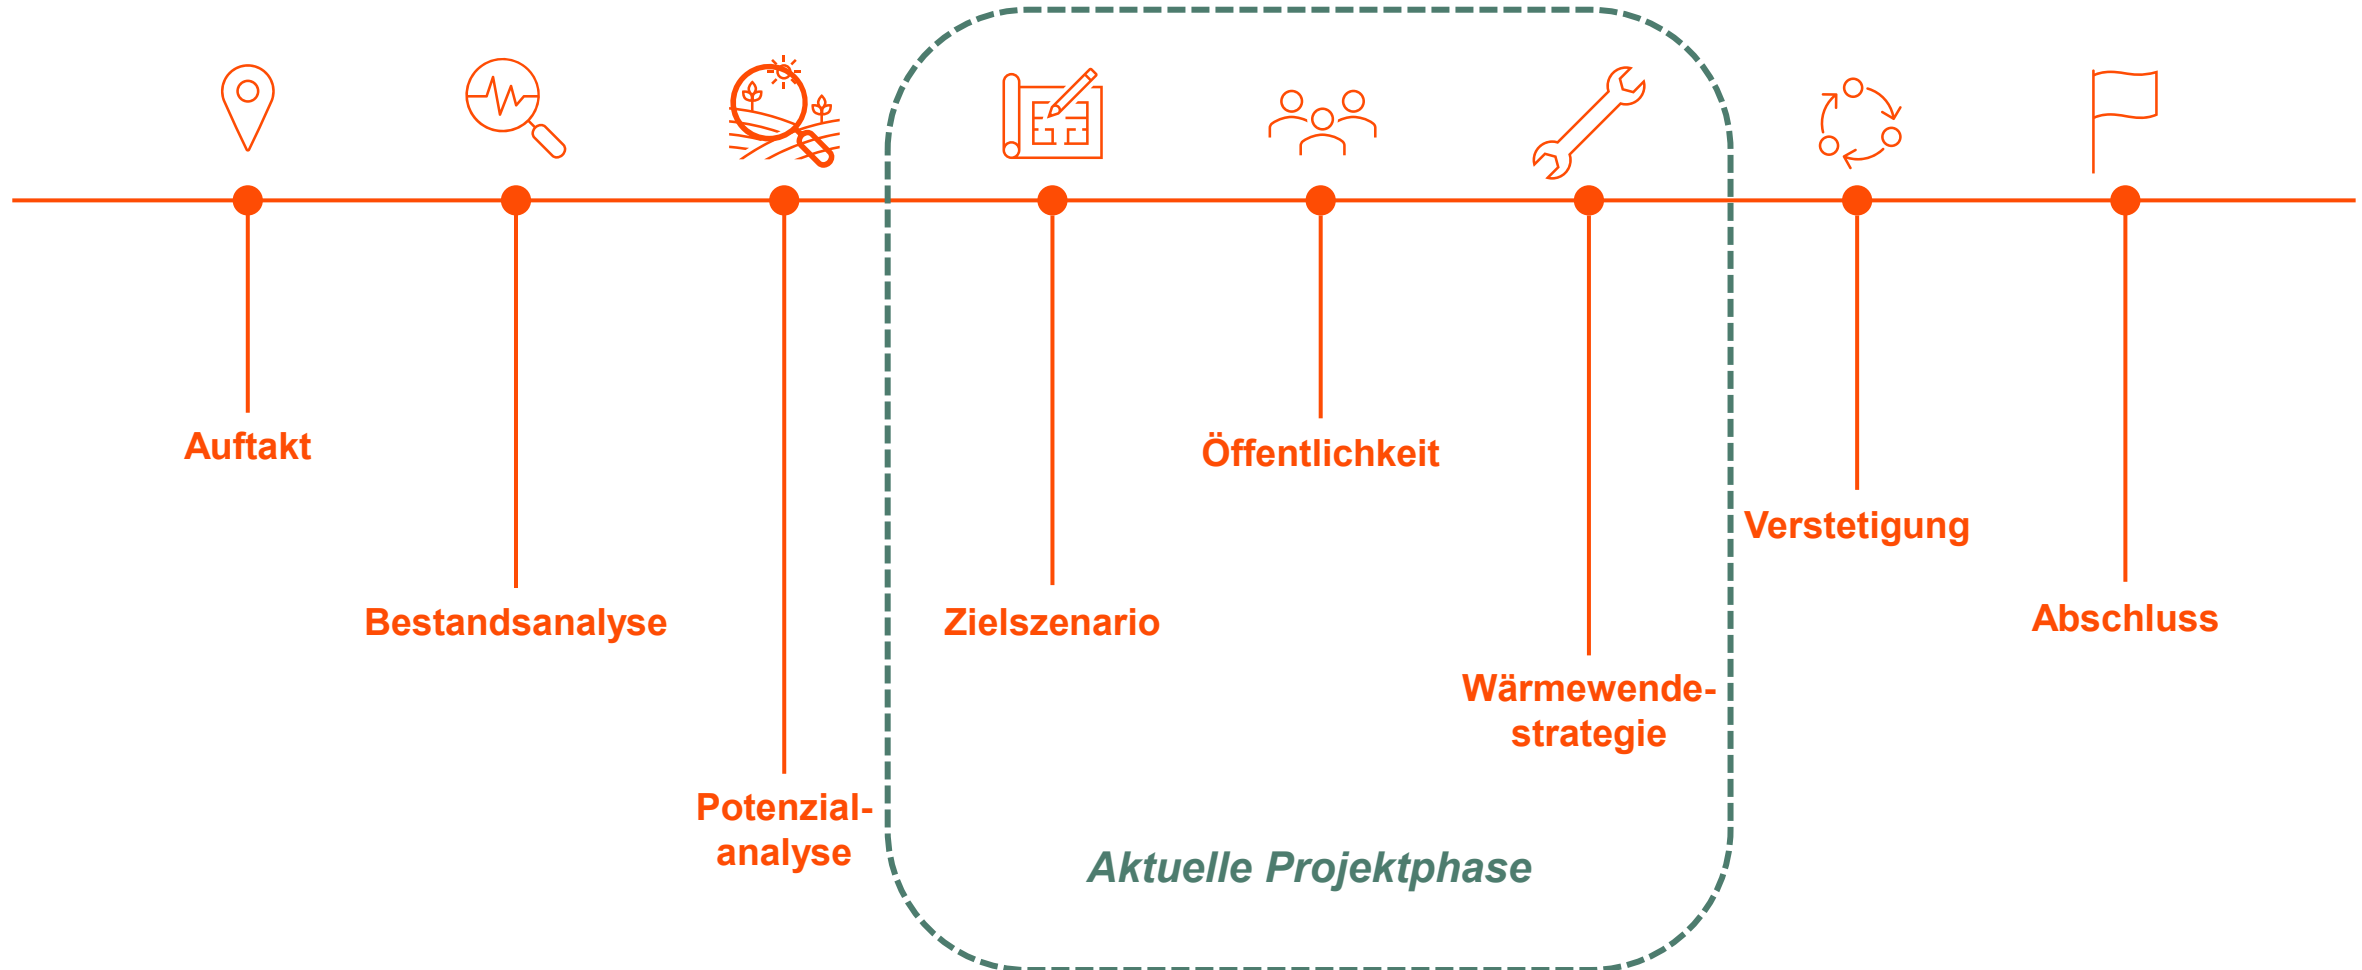 Auftakt
Bestandsanalyse
Potenzial-
analyse
Zielszenario
Öffentlichkeit
Wärmewende-
strategie
Verstetigung
Abschluss
Aktuelle Projektphase